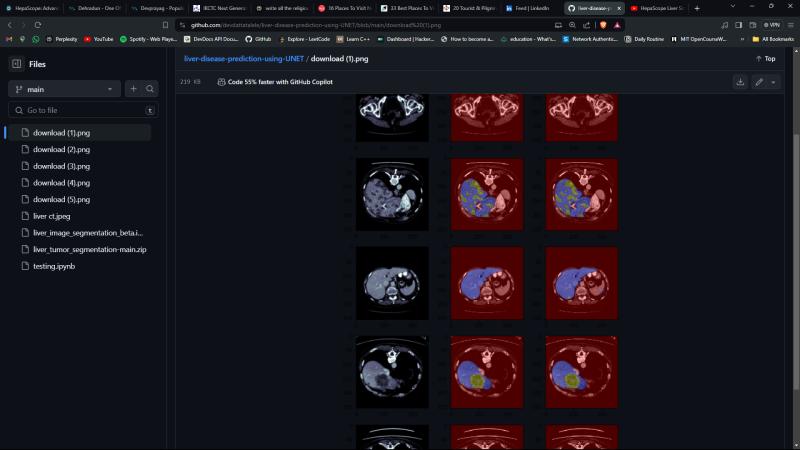 HepaScope: Advan
Dehradun - One Of
Devprayag - Popula
IRCTC Next Generat
write all the religio
16 Places To Visit N
33 Best Places To V
20 Tourist & Pilgrim
Feed | LinkedIn
liver-disease-p
HepaScope Liver S
github.com/devdattatalele/liver-disease-prediction-using-UNET/blob/main/download%20(1).png
VPN
Perplexity
YouTube
Spotify - Web Playe...
DevDocs API Docu...
GitHub
Explore - LeetCode
Learn C++
Dashboard | Hacker...
How to become a...
education - What's...
Network Authentic...
Daily Routine
MIT OpenCourseW...
» All Bookmarks
Files
liver-disease-prediction-using-UNET / download (1).png
Top
main
219 KB
Code 55% faster with GitHub Copilot
Go to file
t
download (1).png
download (2).png
download (3).png
download (4).png
download (5).png
liver ct.jpeg
liver_image_segmentation_beta.i...
liver_tumor_segmentation-main.zip
testing.ipynb